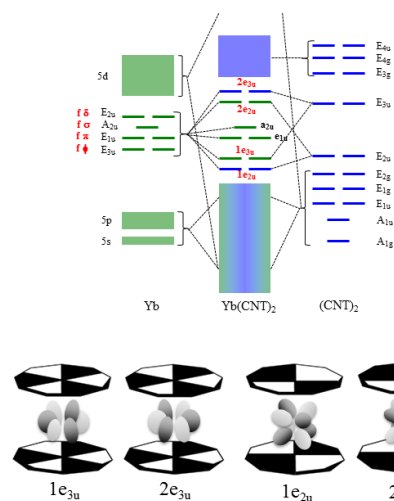 5d
E4u
E4g
E3g
2e3u
E3u
f δ E2u
2e2u
f σ A2u
a2u
f π E1u
e1u
f ϕ E3u
1e3u
E2u
1e2u
E2g
E1g
E1u
5p
A1u
5s
A1g
Yb Yb(CNT)2 (CNT)2
1e3u 2e3u 1e2u 2